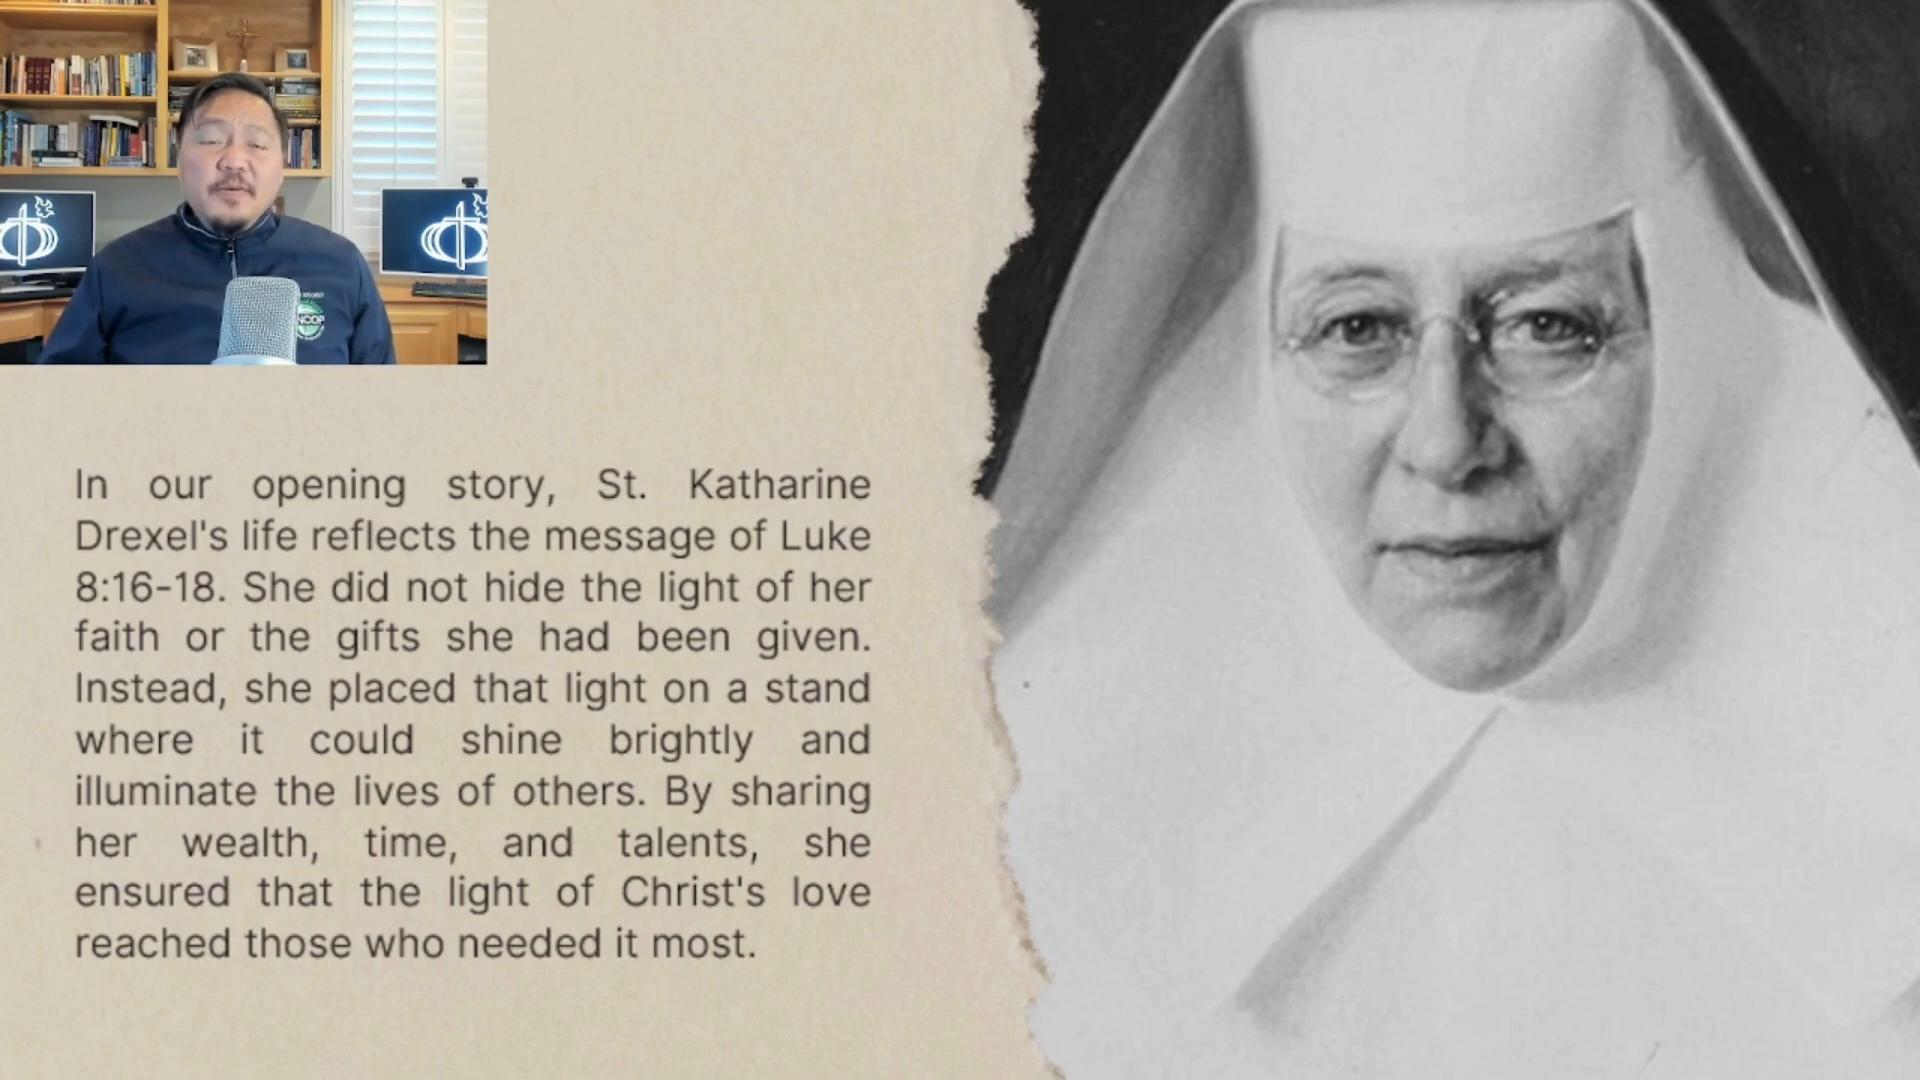 NCOP
In our opening story, St. Katharine
Drexel's life reflects the message of Luke
8:16-18. She did not hide the light of her
faith or the gifts she had been given.
Instead, she placed that light on a stand
where it could shine brightly and
illuminate the lives of others. By sharing
her wealth, time, and talents, she
ensured that the light of Christ's love
reached those who needed it most.